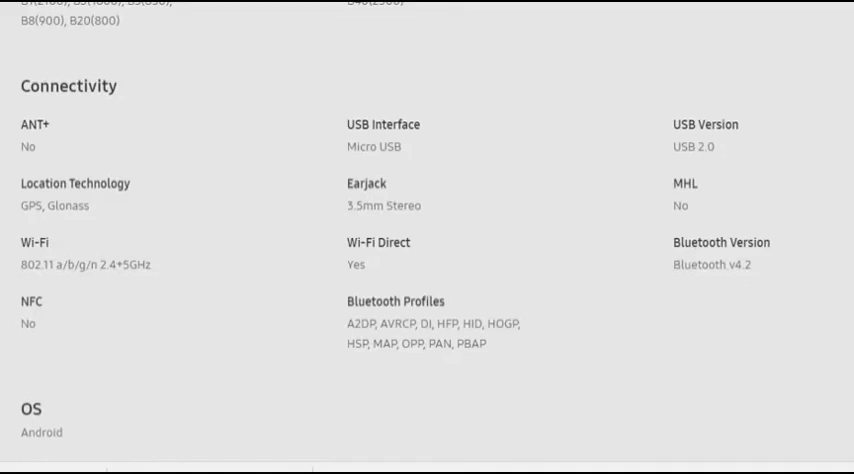 B8(900), B20(800)
Connectivity
ANT+
No
USB Interface
Micro USB
USB Version
USB 2.0
Location Technology
GPS, Glonass
Earjack
3.5mm Stereo
MHL
No
Wi-Fi
802.11 a/b/g/n 2.4+5GHz
Wi-Fi Direct
Yes
Bluetooth Version
Bluetooth v4.2
NFC
No
Bluetooth Profiles
A2DP, AVRCP, DI, HFP, HID, HOGP,
HSP, MAP, OPP, PAN, PBAP
OS
Android